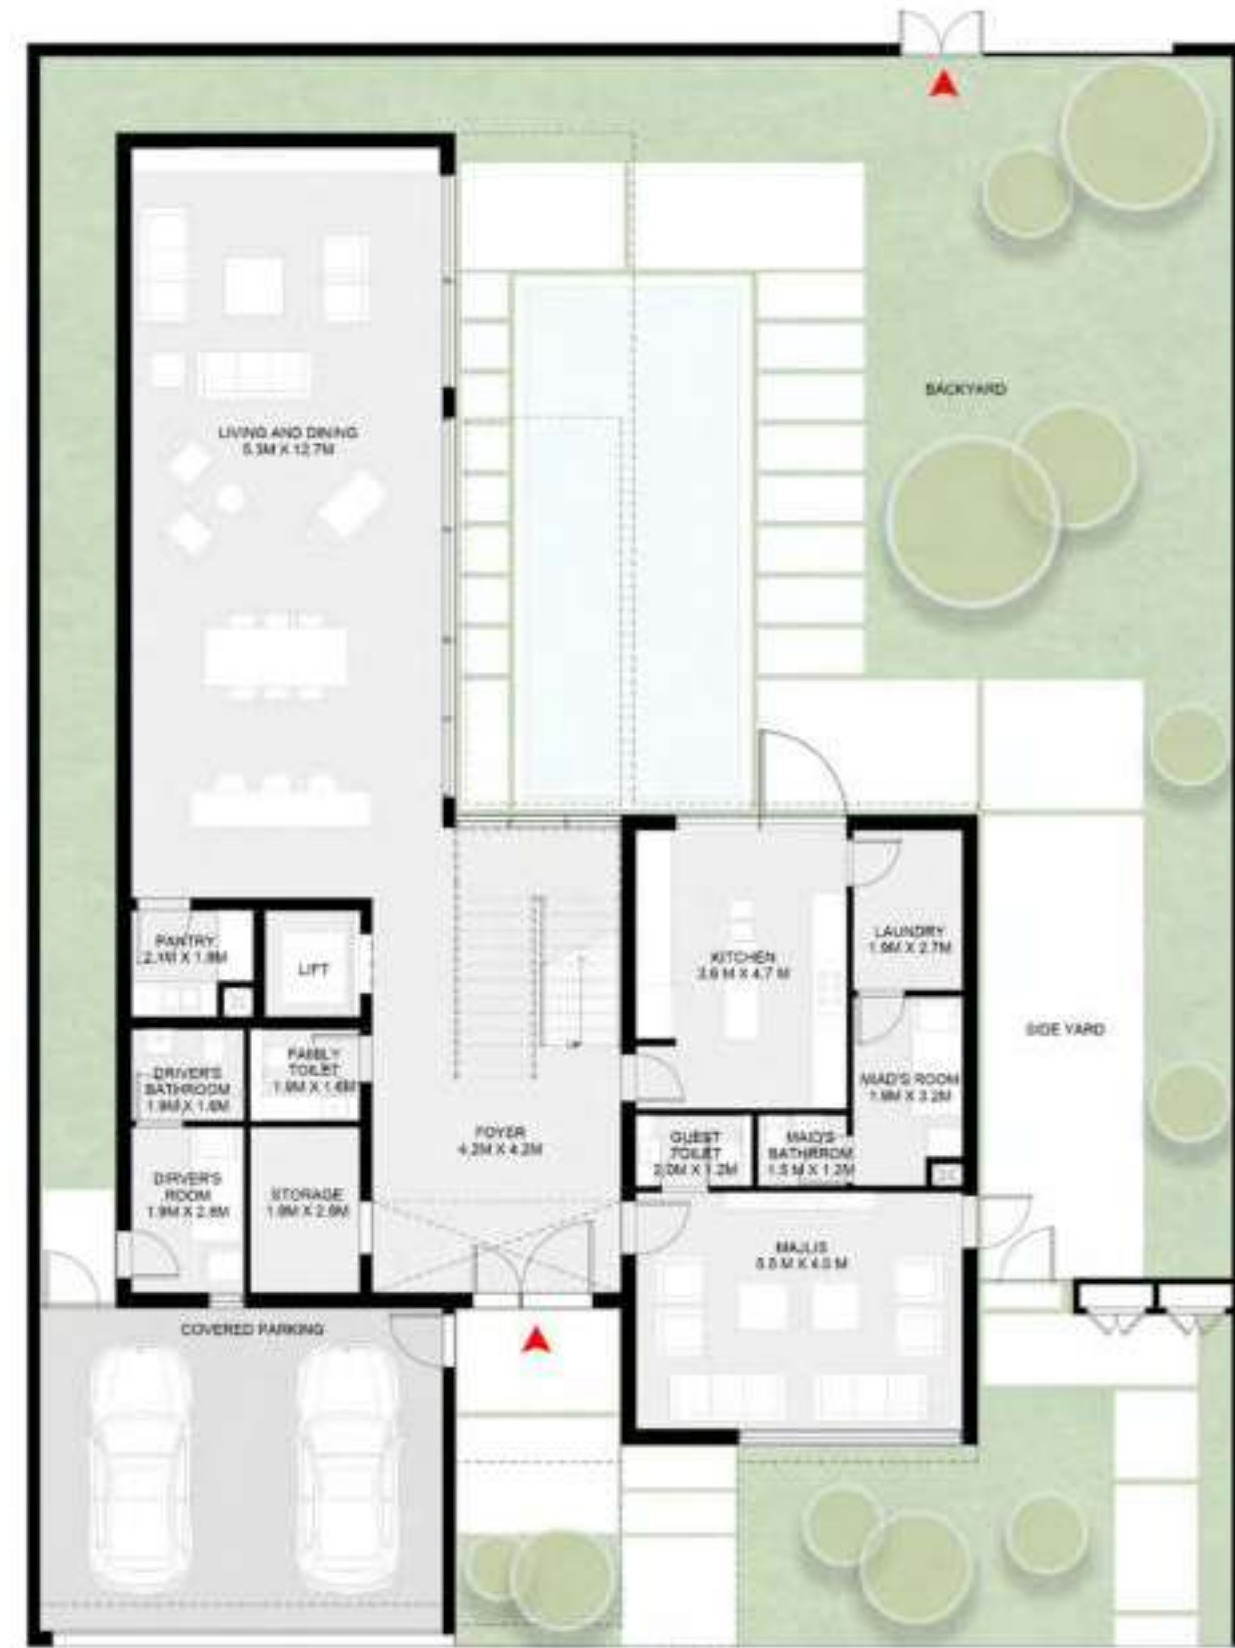 BACKYARD
LIVING AND DINING
5.3M X 12.7M
PANTRY
2.1M X 1.8M
LIFT
KITCHEN
3.6 M X 4.7 M
LAUNDRY
1.9M X 2.7M
SIDE YARD
DRIVER'S
BATHROOM
1.9M X 1.6M
FAMILY
TOILET
1.9M X 1.6M
MIAD'S ROOM
1.9M X 3.2M
FOYER
4.2M X 4.2M
GUEST
TOILET
2.0M X 1.2M
MAID'S
BATHRROM
1.5 M X 1.2M
DIRVER'S
ROOM
1.9M X 2.8M
STORAGE
1.9M X 2.8M
MAJLIS
5.5 M X 4.0 M
COVERED PARKING